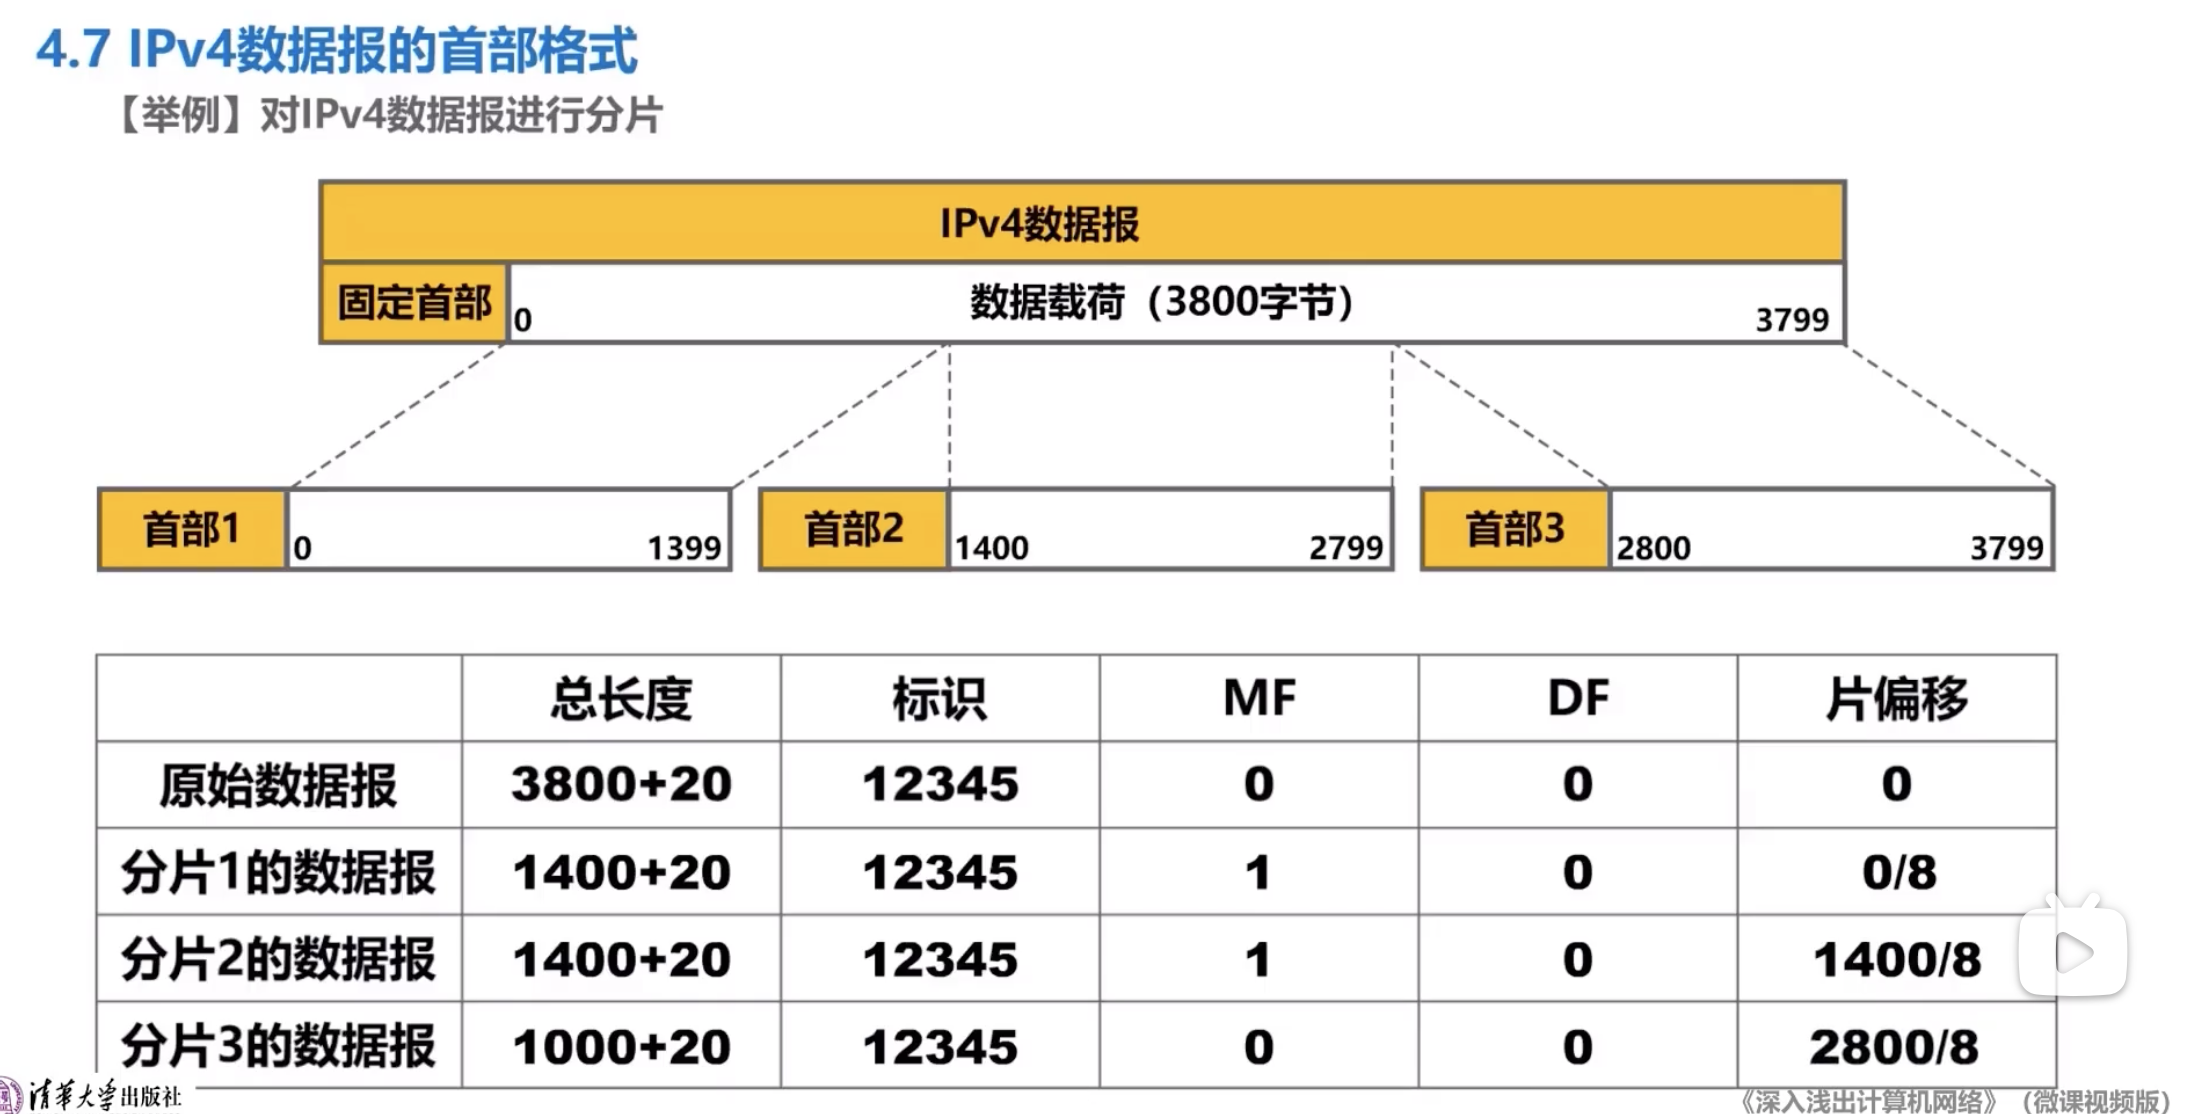 4.7 IPv4数据报的首部格式
【举例】对IPv4数据报进行分片
IPv4数据报
固定首部 0 数据载荷（3800字节） 3799
首部1 0 1399 首部2 1400 2799 首部3 2800 3799
总长度 标识 MF DF 片偏移
原始数据报 3800+20 12345 0 0 0
分片1的数据报 1400+20 12345 1 0 0/8
分片2的数据报 1400+20 12345 1 0 1400/8
分片3的数据报 1000+20 12345 0 0 2800/8
清华大学出版社 《深入浅出计算机网络》（微课视频版）